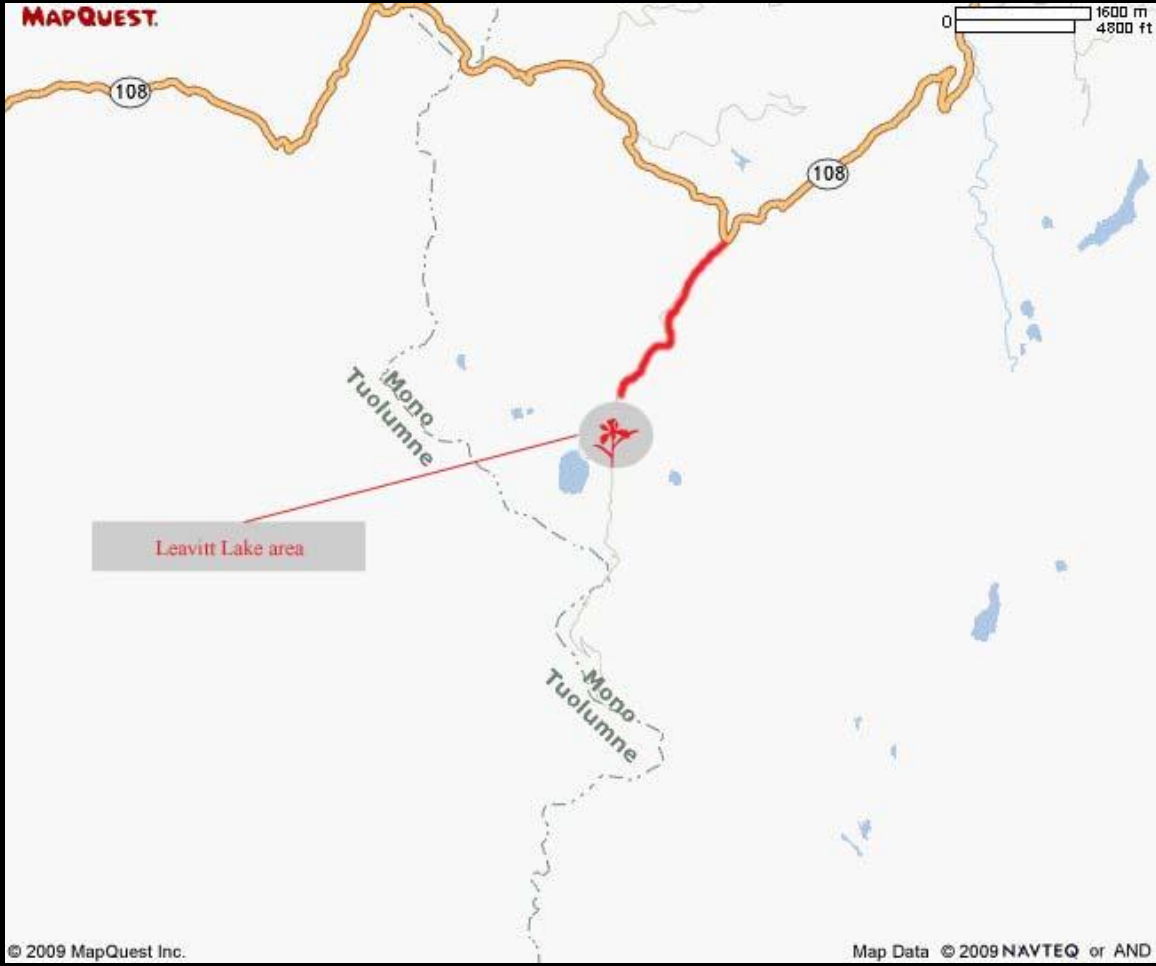 MAPQUEST.
0
1600 m
4800 ft
108
108
Mono
Tuolumne
Leavitt Lake area
Mono
Tuolumne
© 2009 MapQuest Inc.
Map Data © 2009 NAVTEQ or AND